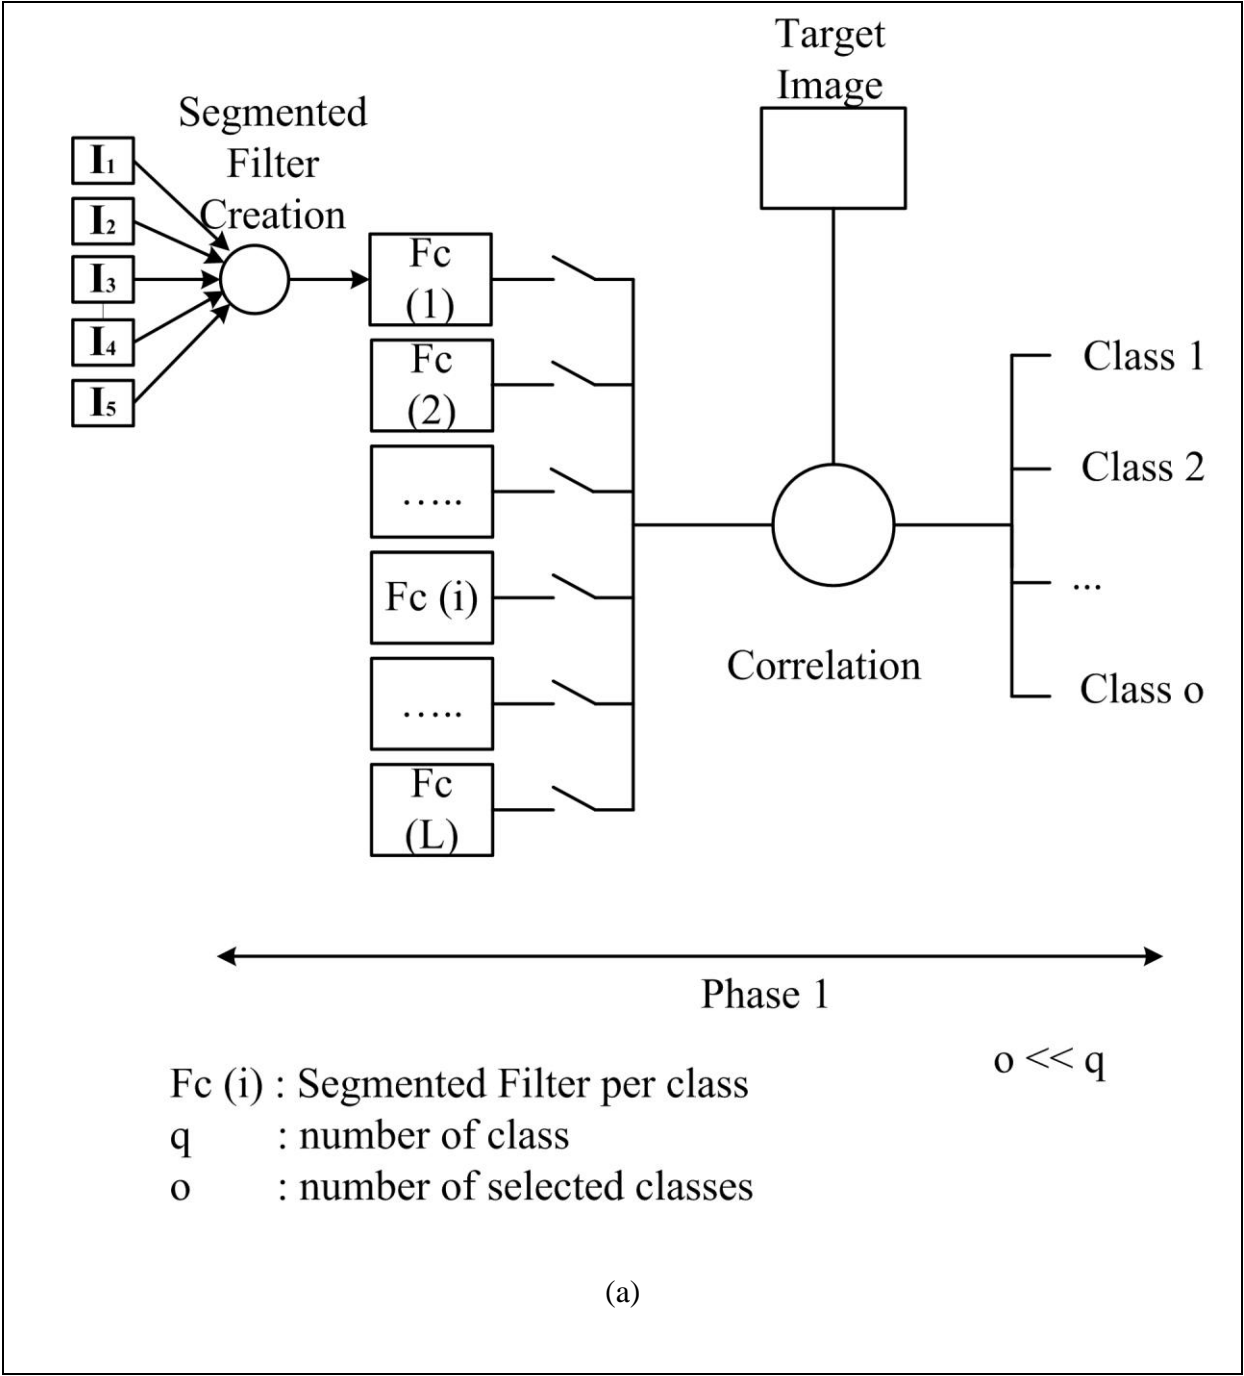 Target
Image
Segmented
Filter
Creation
I1
I2
I3
I4
I5
Fc
(1)
Fc
(2)
.....
Fc (i)
.....
Fc
(L)
Correlation
Class 1
Class 2
...
Class o
Phase 1
o << q
Fc (i) : Segmented Filter per class
q : number of class
o : number of selected classes
(a)